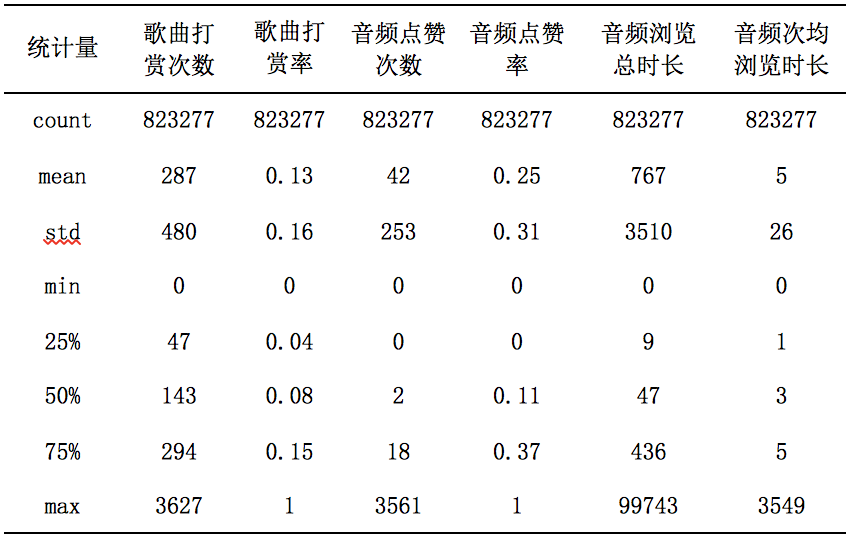 统计量 歌曲打赏次数 歌曲打赏率 音频点赞次数 音频点赞率 音频浏览总时长 音频次均浏览时长
count 823277 823277 823277 823277 823277 823277
mean 287 0.13 42 0.25 767 5
std 480 0.16 253 0.31 3510 26
min 0 0 0 0 0 0
25% 47 0.04 0 0 9 1
50% 143 0.08 2 0.11 47 3
75% 294 0.15 18 0.37 436 5
max 3627 1 3561 1 99743 3549